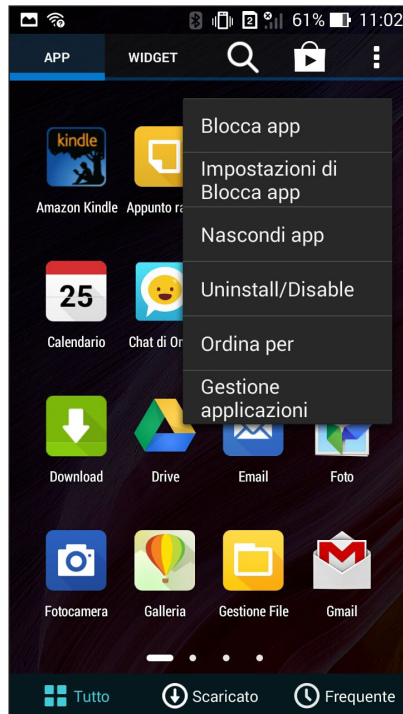 61% 11:02
APP WIDGET
Blocca app
Impostazioni di
Blocca app
Nascondi app
Uninstall/Disable
Ordina per
Gestione
applicazioni
kindle
Amazon Kindle Appunto ra
25
Calendario Chat di Om
Download Drive Email Foto
Fotocamera Galleria Gestione File Gmail
Tutto Scaricato Frequente